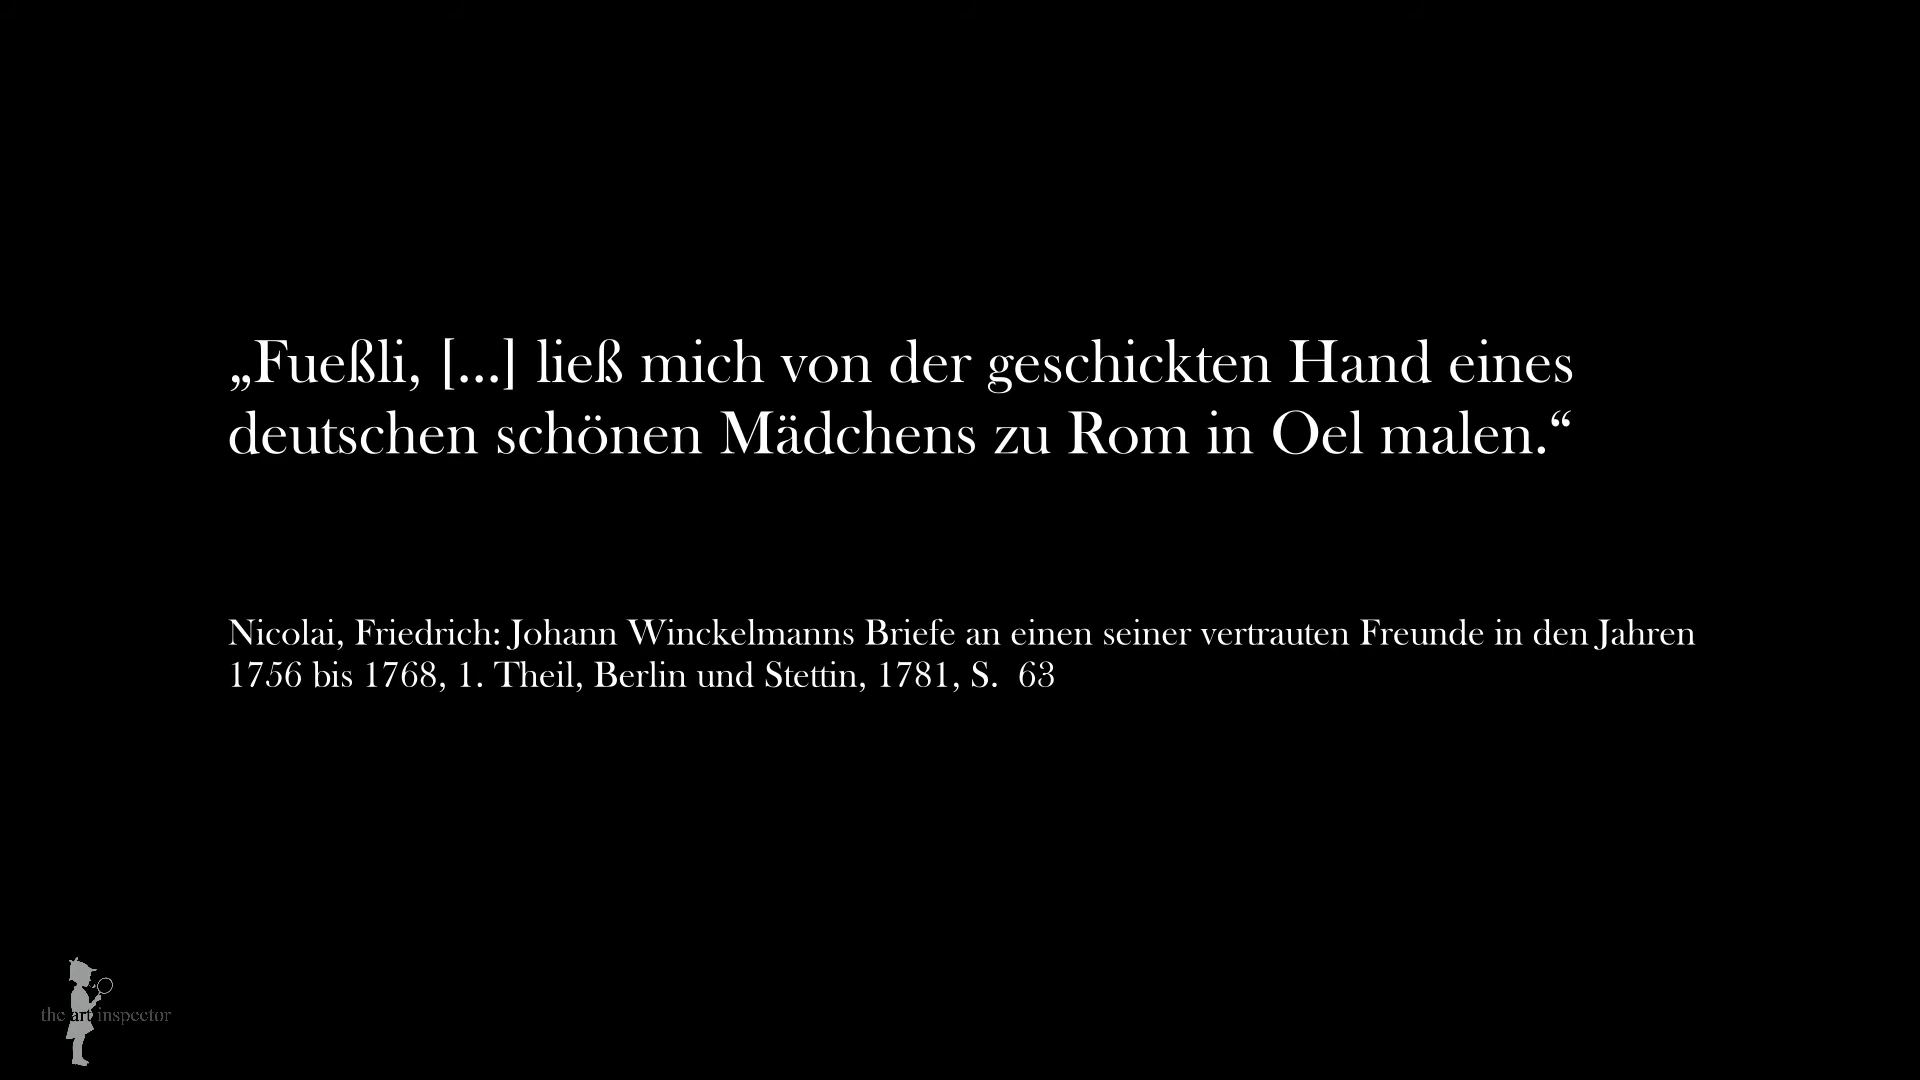 „Fueßli, [...] ließ mich von der geschickten Hand eines
deutschen schönen Mädchens zu Rom in Oel malen.“
Nicolai, Friedrich: Johann Winckelmanns Briefe an einen seiner vertrauten Freunde in den Jahren
1756 bis 1768, 1. Theil, Berlin und Stettin, 1781, S.  63
the art inspector